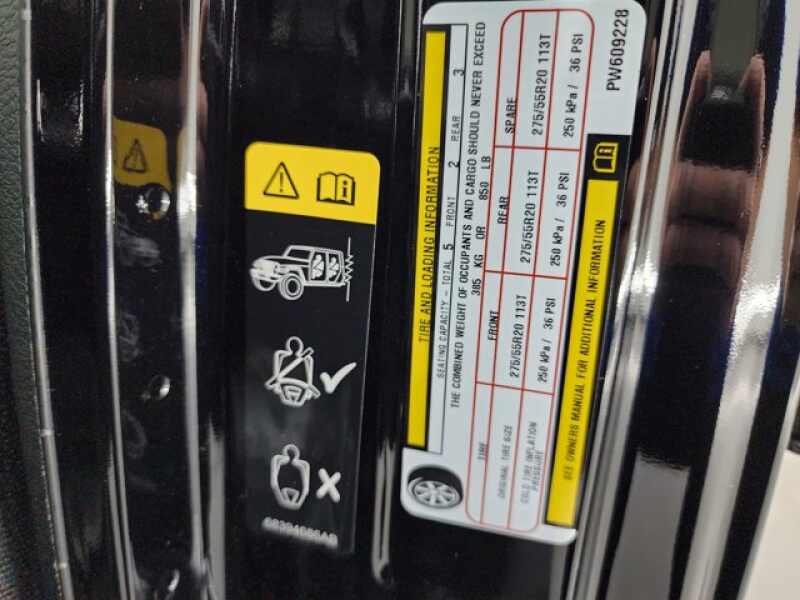 TIRE AND LOADING INFORMATION
SEATING CAPACITY - TOTAL 5 FRONT 2 REAR 3
THE COMBINED WEIGHT OF OCCUPANTS AND CARGO SHOULD NEVER EXCEED
385 KG OR 850 LB
TIRE FRONT REAR SPARE
ORIGINAL TIRE SIZE 275/55R20 113T 275/55R20 113T 275/55R20 113T
COLD TIRE INFLATION PRESSURE 250 kPa / 36 PSI 250 kPa / 36 PSI 250 kPa / 36 PSI
SEE OWNERS MANUAL FOR ADDITIONAL INFORMATION
PW609228